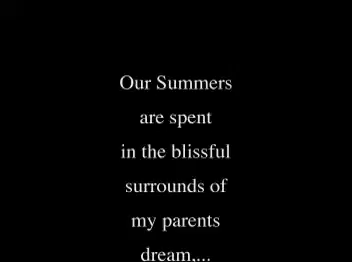 Our Summers
are spent
in the blissful
surrounds of
my parents
dream,...